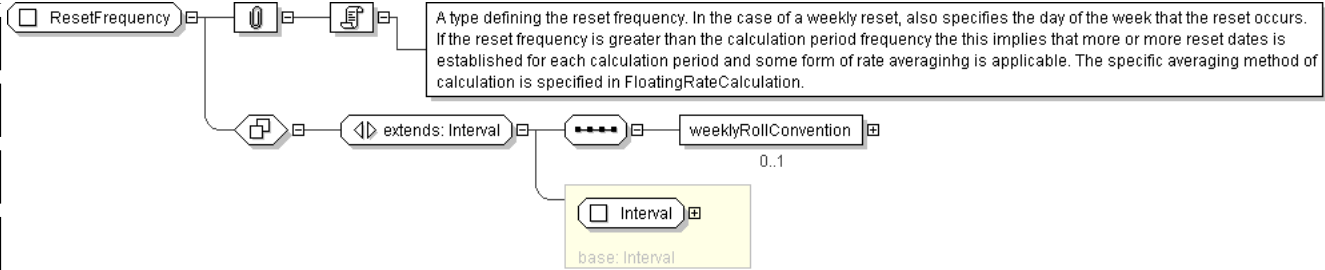 ResetFrequency
A type defining the reset frequency. In the case of a weekly reset, also specifies the day of the week that the reset occurs.
If the reset frequency is greater than the calculation period frequency the this implies that more or more reset dates is
established for each calculation period and some form of rate averaginhg is applicable. The specific averaging method of
calculation is specified in FloatingRateCalculation.
extends: Interval
weeklyRollConvention
0..1
Interval
base: Interval